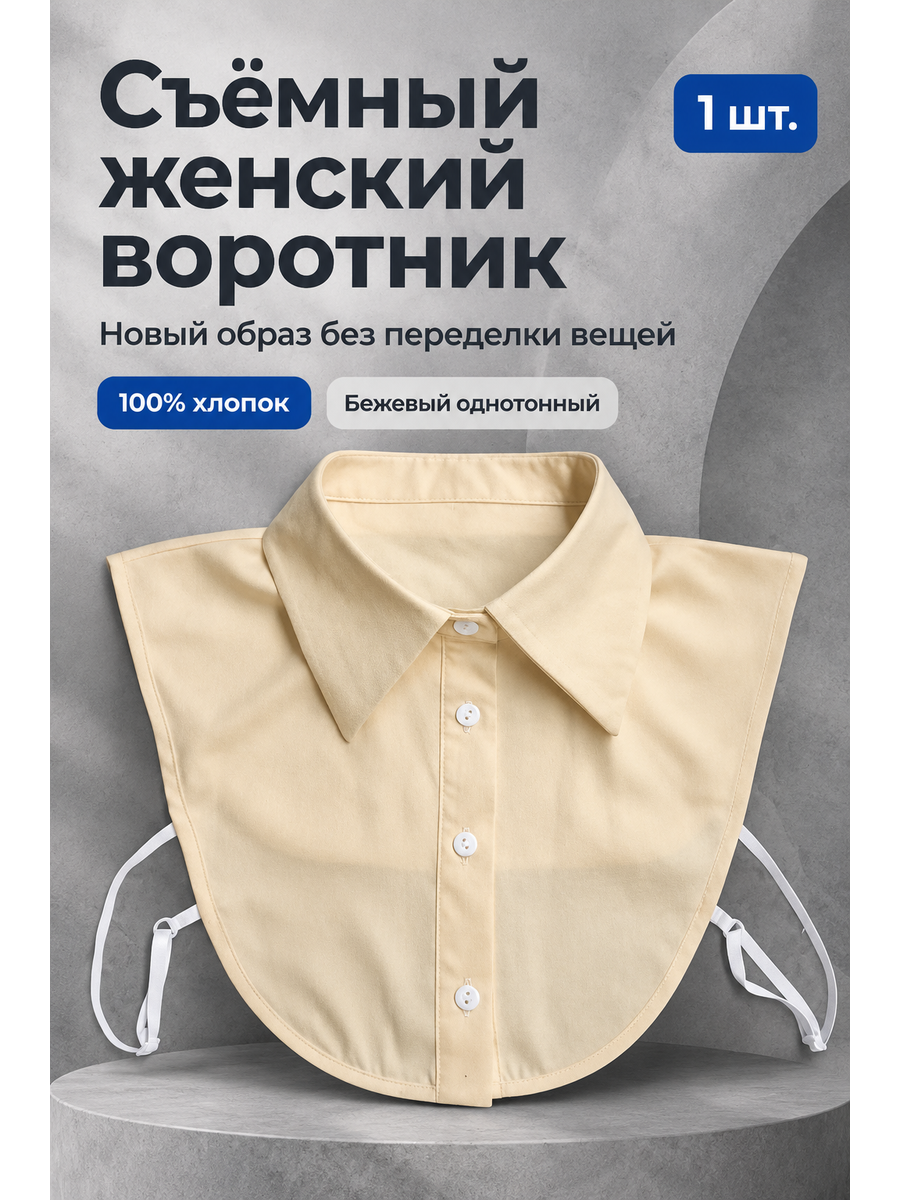 Съёмный
женский
воротник
1 шт.
Новый образ без переделки вещей
100% хлопок
Бежевый однотонный